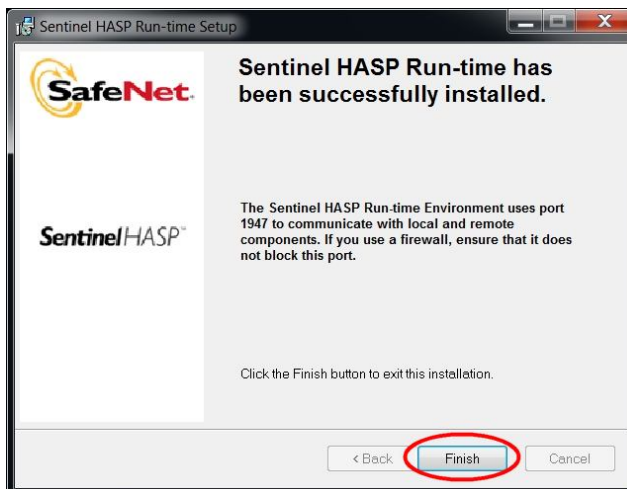 Sentinel HASP Run-time Setup
SafeNet.
Sentinel HASP Run-time has
been successfully installed.
SentinelHASP™
The Sentinel HASP Run-time Environment uses port
1947 to communicate with local and remote
components. If you use a firewall, ensure that it does
not block this port.
Click the Finish button to exit this installation.
< Back
Finish
Cancel